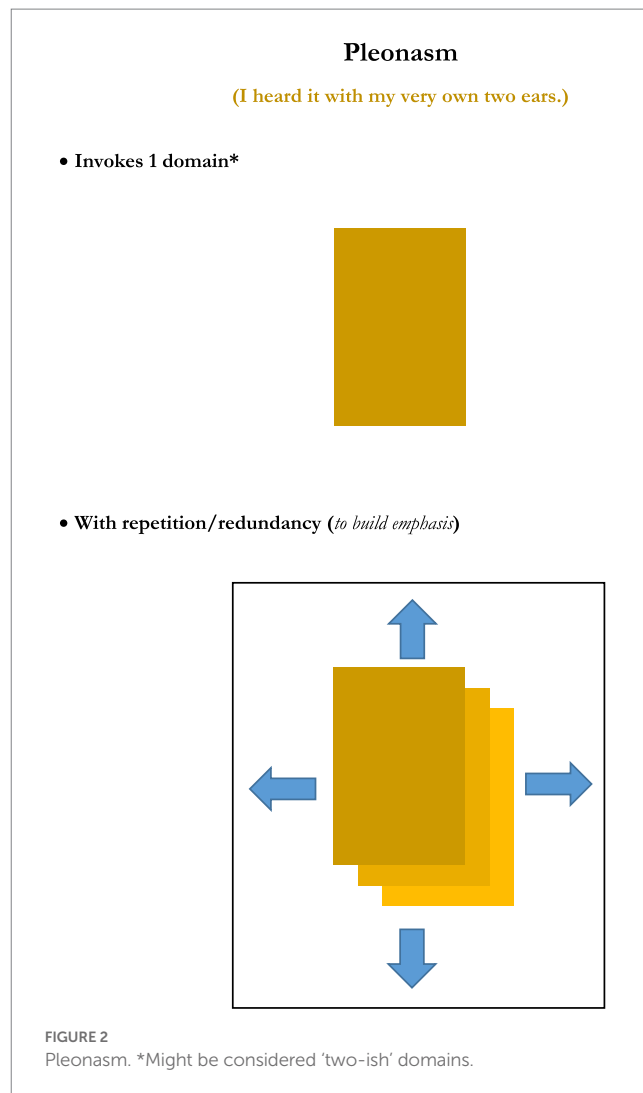 Pleonasm
(I heard it with my very own two ears.)
• Invokes 1 domain*
• With repetition/redundancy (to build emphasis)
FIGURE 2
Pleonasm. *Might be considered ‘two-ish’ domains.